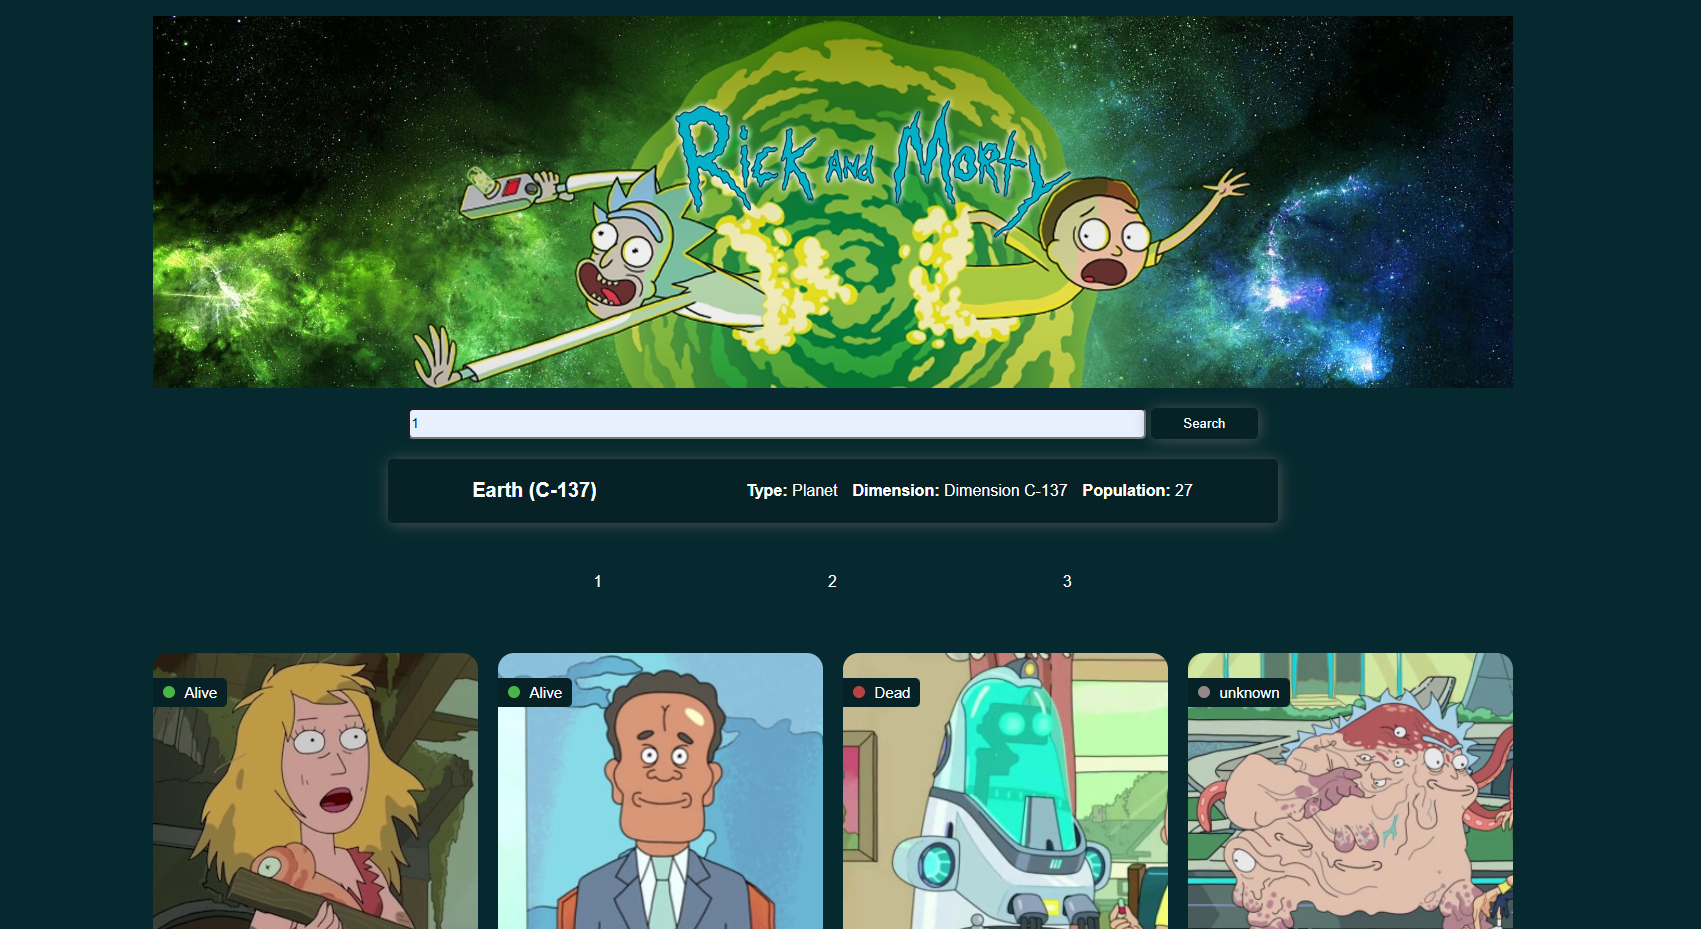 Rick and Morty
1
Search
Earth (C-137)
Type: Planet Dimension: Dimension C-137 Population: 27
1 2 3
Alive
Alive
Dead
unknown